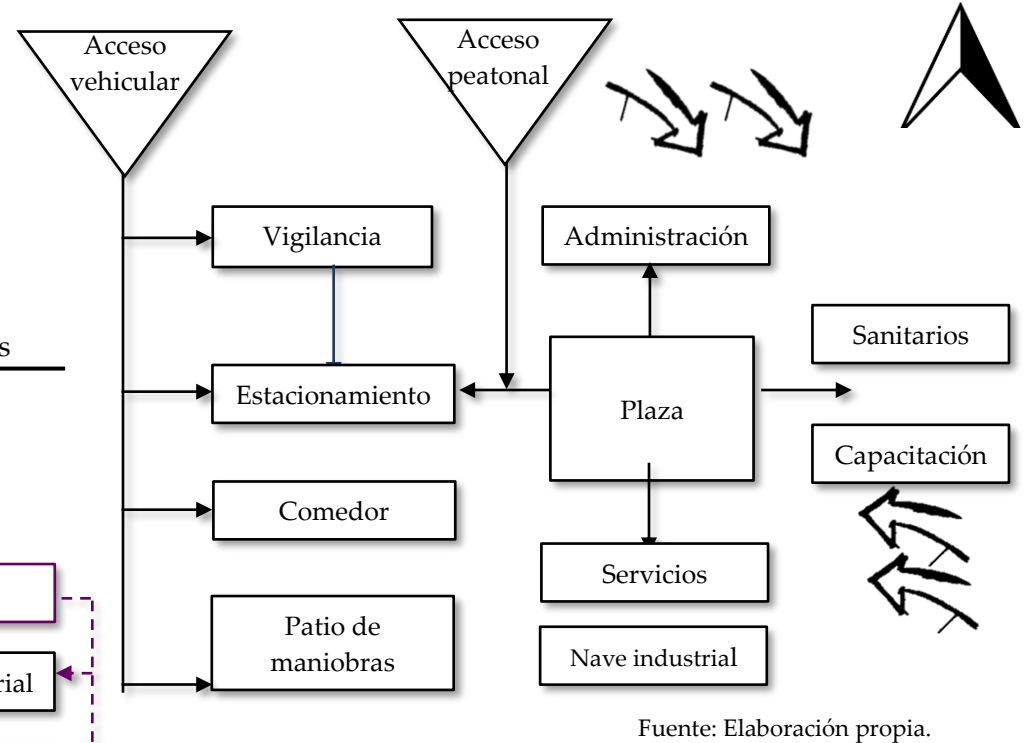 Acceso
vehicular
Acceso
peatonal
Vigilancia
Administración
Sanitarios
s
Estacionamiento
Plaza
Capacitación
Comedor
Servicios
Patio de
maniobras
Nave industrial
rial
Fuente: Elaboración propia.